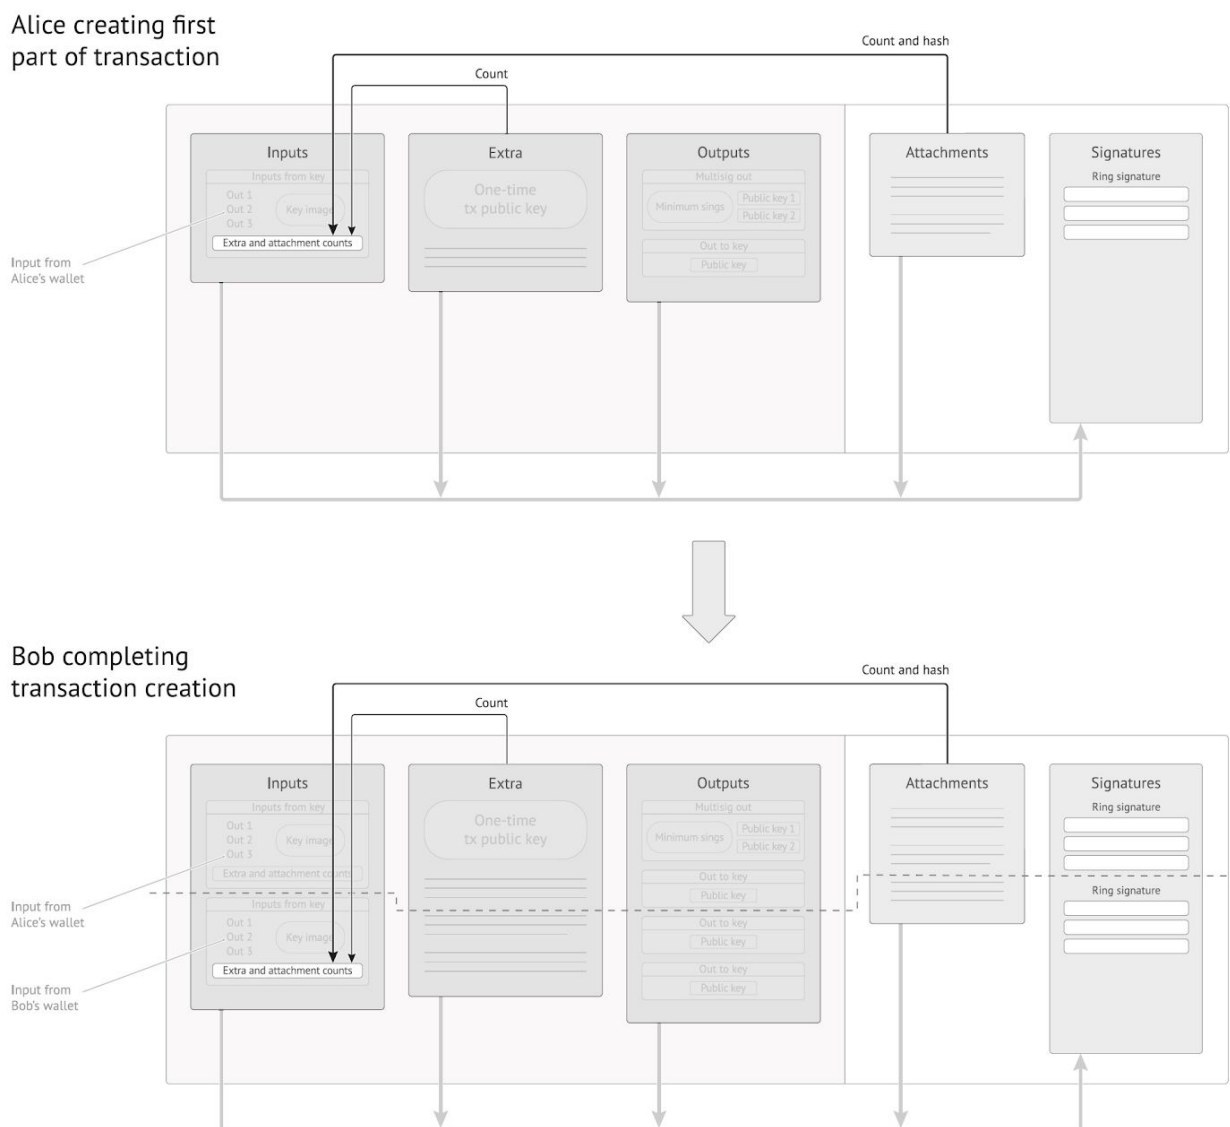 Alice creating first
part of transaction
Count and hash
Count
Inputs
Inputs from key
Out 1
Out 2
Out 3
Key image
Extra and attachment counts
Input from
Alice's wallet
Extra
One-time
tx public key
Outputs
Multisig out
Minimum sings
Public key 1
Public key 2
Out to key
Public key
Attachments
Signatures
Ring signature
Bob completing
transaction creation
Count and hash
Count
Inputs
Inputs from key
Out 1
Out 2
Out 3
Key image
Extra and attachment counts
Input from
Alice's wallet
Inputs from key
Out 1
Out 2
Out 3
Key image
Extra and attachment counts
Input from
Bob's wallet
Extra
One-time
tx public key
Outputs
Multisig out
Minimum sings
Public key 1
Public key 2
Out to key
Public key
Out to key
Public key
Out to key
Public key
Attachments
Signatures
Ring signature
Ring signature